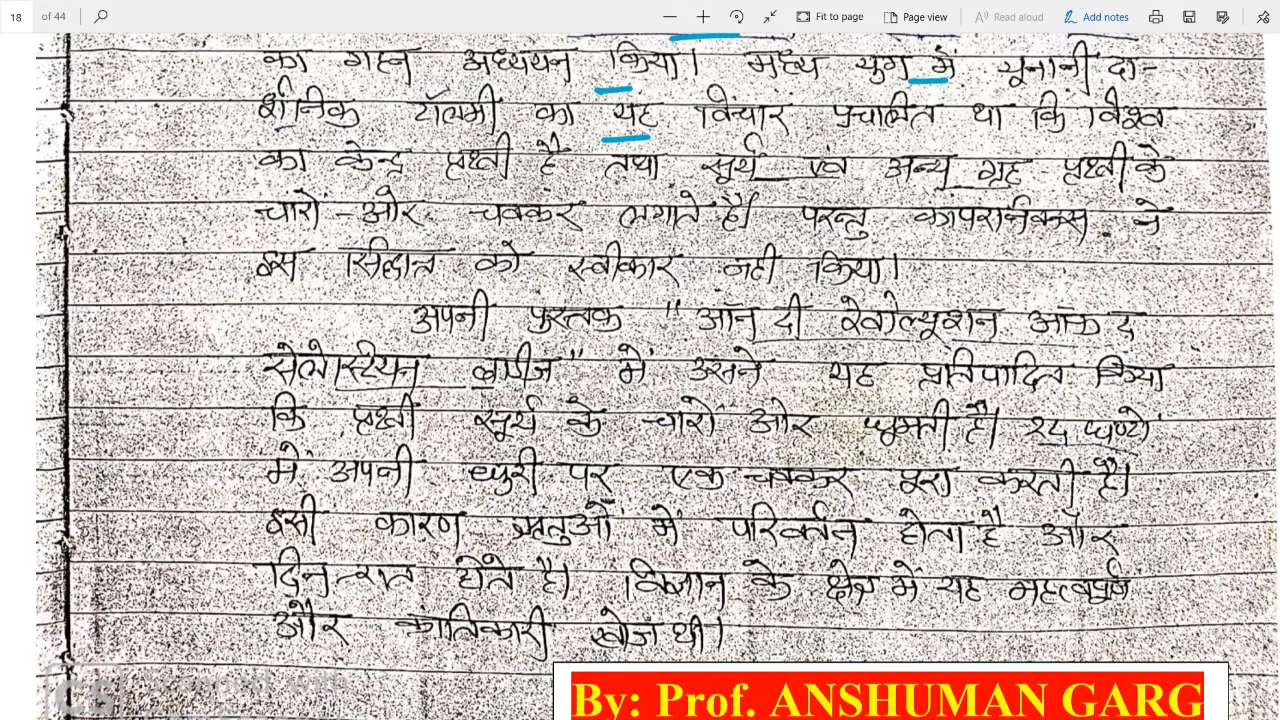 18 of 44 Fit to page Page view Read aloud Add notes
का गहन अध्ययन किया। मध्य युग में यूनानी दा-
र्शनिक टॉलमी का यह विचार प्रचलित था कि विश्व
का केन्द्र पृथ्वी है तथा सूर्य एवं अन्य ग्रह पृथ्वी के
चारों-ओर चक्कर लगाते है। परन्तु कॉपरनिकस ने
इस सिद्धान्त को स्वीकार नही किया।
अपनी पुस्तक "ऑन दी रेवोल्यूशन ऑफ द
सेलेस्टियन बॉडीज" में उसने यह प्रतिपादित किया
कि पृथ्वी सूर्य के चारों ओर घूमती है। २४ घण्टे
में अपनी धुरी पर एक चक्कर पूरा करती है।
इसी कारण ऋतुओं में परिवर्तन होता है और
दिन-रात होते है। विज्ञान के क्षेत्र में यह महत्वपूर्ण
और क्रांतिकारी खोज थी।
CS
By: Prof. ANSHUMAN GARG